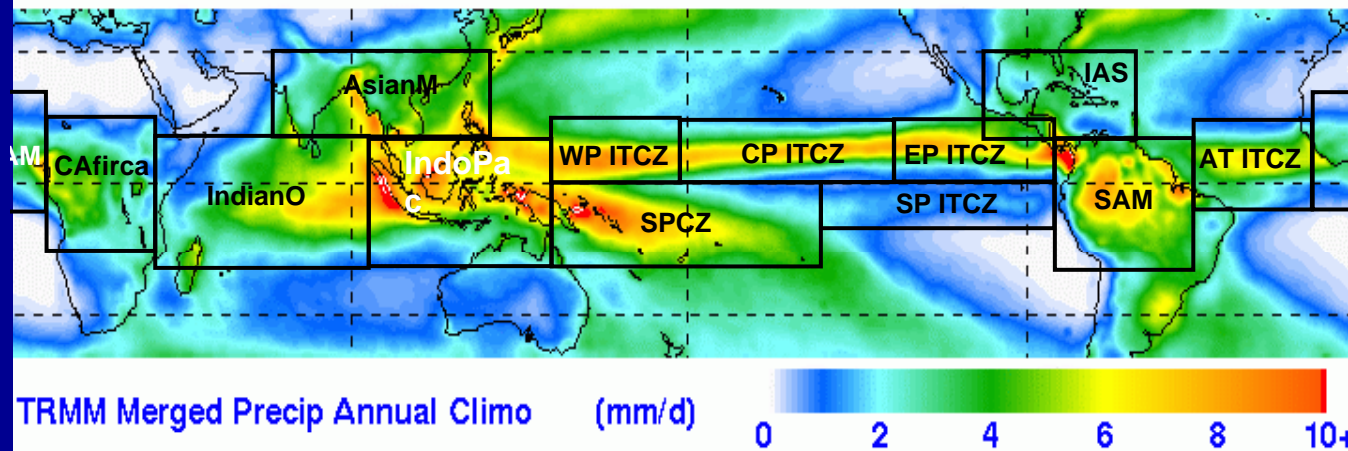 AsianM
IAS
AM
CAfirca
IndoPa
C
WP ITCZ
CP ITCZ
EP ITCZ
AT ITCZ
IndianO
SPCZ
SP ITCZ
SAM
TRMM Merged Precip Annual Climo (mm/d)
0 2 4 6 8 10+